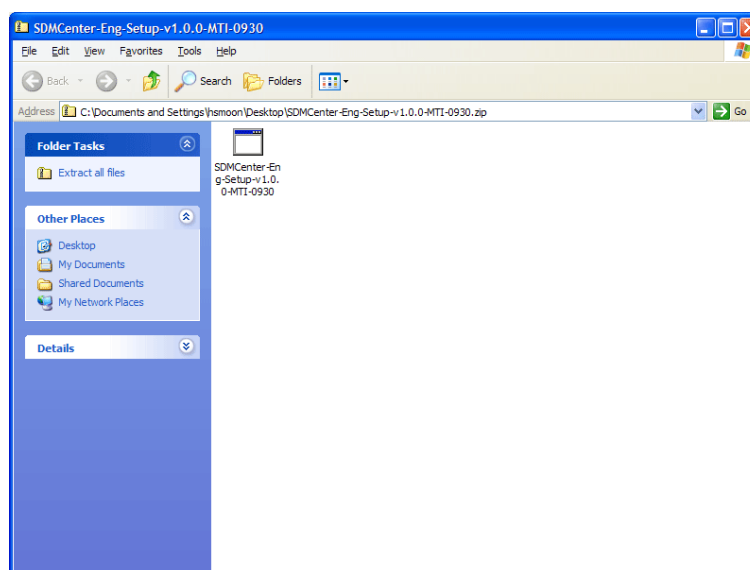 SDMCenter-Eng-Setup-v1.0.0-MTI-0930
File Edit View Favorites Tools Help
Back Search Folders
Address C:\Documents and Settings\hsmoon\Desktop\SDMCenter-Eng-Setup-v1.0.0-MTI-0930.zip Go
Folder Tasks
Extract all files
Other Places
Desktop
My Documents
Shared Documents
My Network Places
Details
SDMCenter-En
g-Setup-v1.0.
0-MTI-0930